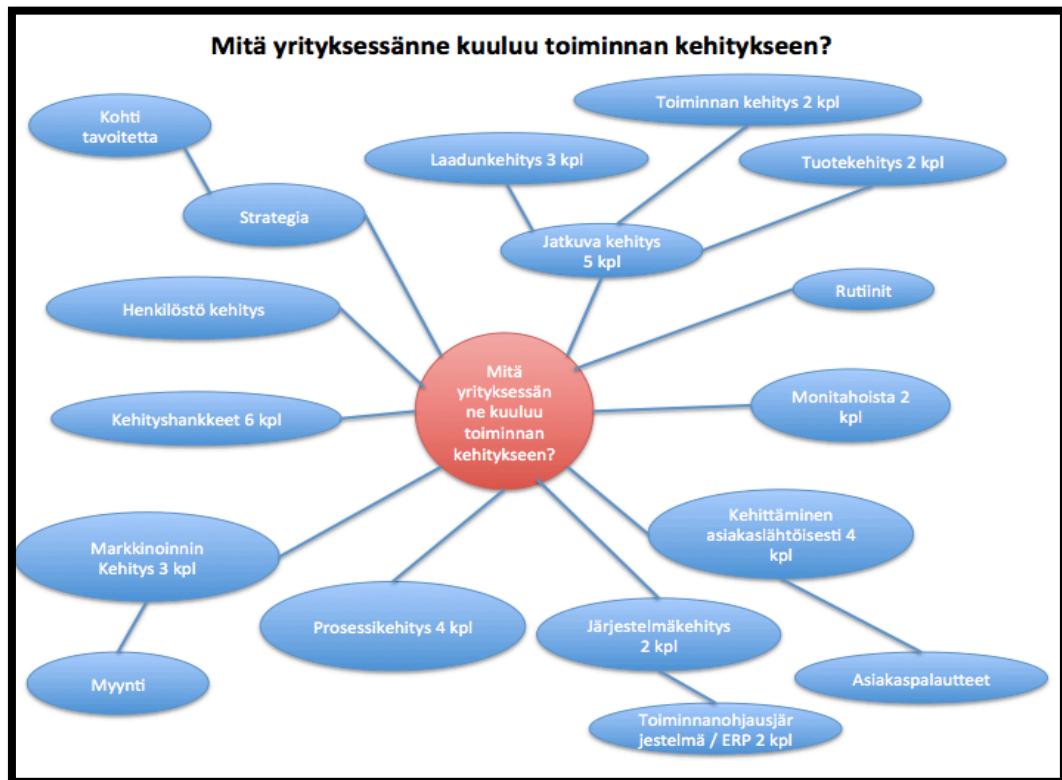 Mitä yrityksessänne kuuluu toiminnan kehitykseen?
Kohti
tavoitetta
Strategia
Toiminnan kehitys 2 kpl
Laadunkehitys 3 kpl
Tuotekehitys 2 kpl
Jatkuva kehitys
5 kpl
Henkilöstö kehitys
Rutiinit
Mitä
yrityksessän
ne kuuluu
toiminnan
kehitykseen?
Kehityshankkeet 6 kpl
Monitahoista 2
kpl
Markkinoinnin
Kehitys 3 kpl
Myynti
Prosessikehitys 4 kpl
Kehittäminen
asiakaslähtöisesti 4
kpl
Järjestelmäkehitys
2 kpl
Asiakaspalautteet
Toiminnanohjausjär
jestelmä / ERP 2 kpl